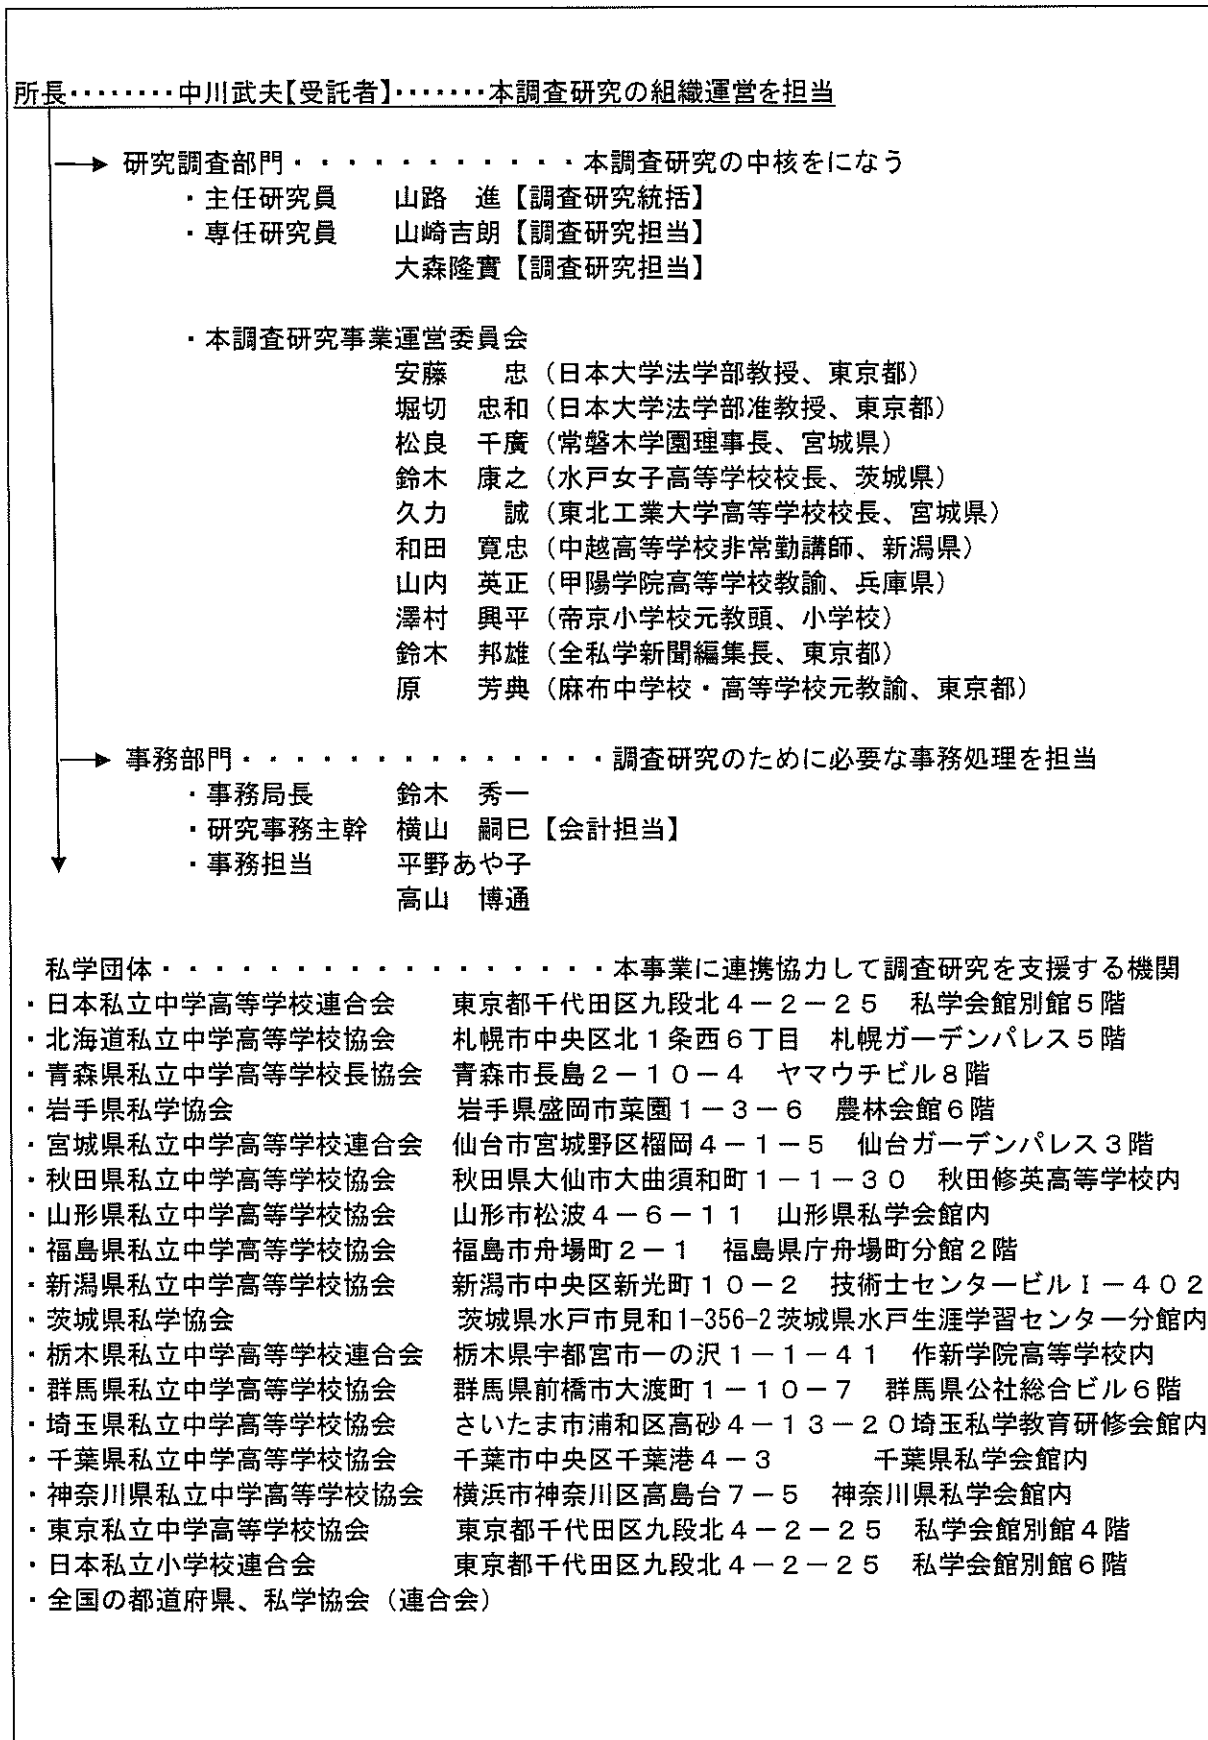 所長････････中川武夫【受託者】･･･････本調査研究の組織運営を担当
研究調査部門・・・・・・・・・・・・本調査研究の中核をになう
・主任研究員　　山路　進【調査研究統括】
・専任研究員　　山崎吉朗【調査研究担当】
大森隆實【調査研究担当】
・本調査研究事業運営委員会
安藤　　忠（日本大学法学部教授、東京都）
堀切　忠和（日本大学法学部准教授、東京都）
松良　千廣（常磐木学園理事長、宮城県）
鈴木　康之（水戸女子高等学校校長、茨城県）
久力　　誠（東北工業大学高等学校校長、宮城県）
和田　寛忠（中越高等学校非常勤講師、新潟県）
山内　英正（甲陽学院高等学校教諭、兵庫県）
澤村　興平（帝京小学校元教頭、小学校）
鈴木　邦雄（全私学新聞編集長、東京都）
原　　芳典（麻布中学校・高等学校元教諭、東京都）
事務部門・・・・・・・・・・・・・・調査研究のために必要な事務処理を担当
・事務局長　　　鈴木　秀一
・研究事務主幹　横山　嗣巳【会計担当】
・事務担当　　　平野あや子
高山　博通
私学団体・・・・・・・・・・・・・・・・・本事業に連携協力して調査研究を支援する機関
・日本私立中学高等学校連合会　　東京都千代田区九段北４－２－２５　私学会館別館５階
・北海道私立中学高等学校協会　　札幌市中央区北１条西６丁目　札幌ガーデンパレス５階
・青森県私立中学高等学校長協会　青森市長島２－１０－４　ヤマウチビル８階
・岩手県私学協会　　　　　　　　岩手県盛岡市菜園１－３－６　農林会館６階
・宮城県私立中学高等学校連合会　仙台市宮城野区榴岡４－１－５　仙台ガーデンパレス３階
・秋田県私立中学高等学校協会　　秋田県大仙市大曲須和町１－１－３０　秋田修英高等学校内
・山形県私立中学高等学校協会　　山形市松波４－６－１１　山形県私学会館内
・福島県私立中学高等学校協会　　福島市舟場町２－１　福島県庁舟場町分館２階
・新潟県私立中学高等学校協会　　新潟市中央区新光町１０－２　技術士センタービルⅠ－４０２
・茨城県私学協会　　　　　　　　茨城県水戸市見和1-356-2茨城県水戸生涯学習センター分館内
・栃木県私立中学高等学校連合会　栃木県宇都宮市一の沢１－１－４１　作新学院高等学校内
・群馬県私立中学高等学校協会　　群馬県前橋市大渡町１－１０－７　群馬県公社総合ビル６階
・埼玉県私立中学高等学校協会　　さいたま市浦和区高砂４－１３－２０埼玉私学教育研修会館内
・千葉県私立中学高等学校協会　　千葉市中央区千葉港４－３　　　　千葉県私学会館内
・神奈川県私立中学高等学校協会　横浜市神奈川区高島台７－５　神奈川県私学会館内
・東京私立中学高等学校協会　　　東京都千代田区九段北４－２－２５　私学会館別館４階
・日本私立小学校連合会　　　　　東京都千代田区九段北４－２－２５　私学会館別館６階
・全国の都道府県、私学協会（連合会）